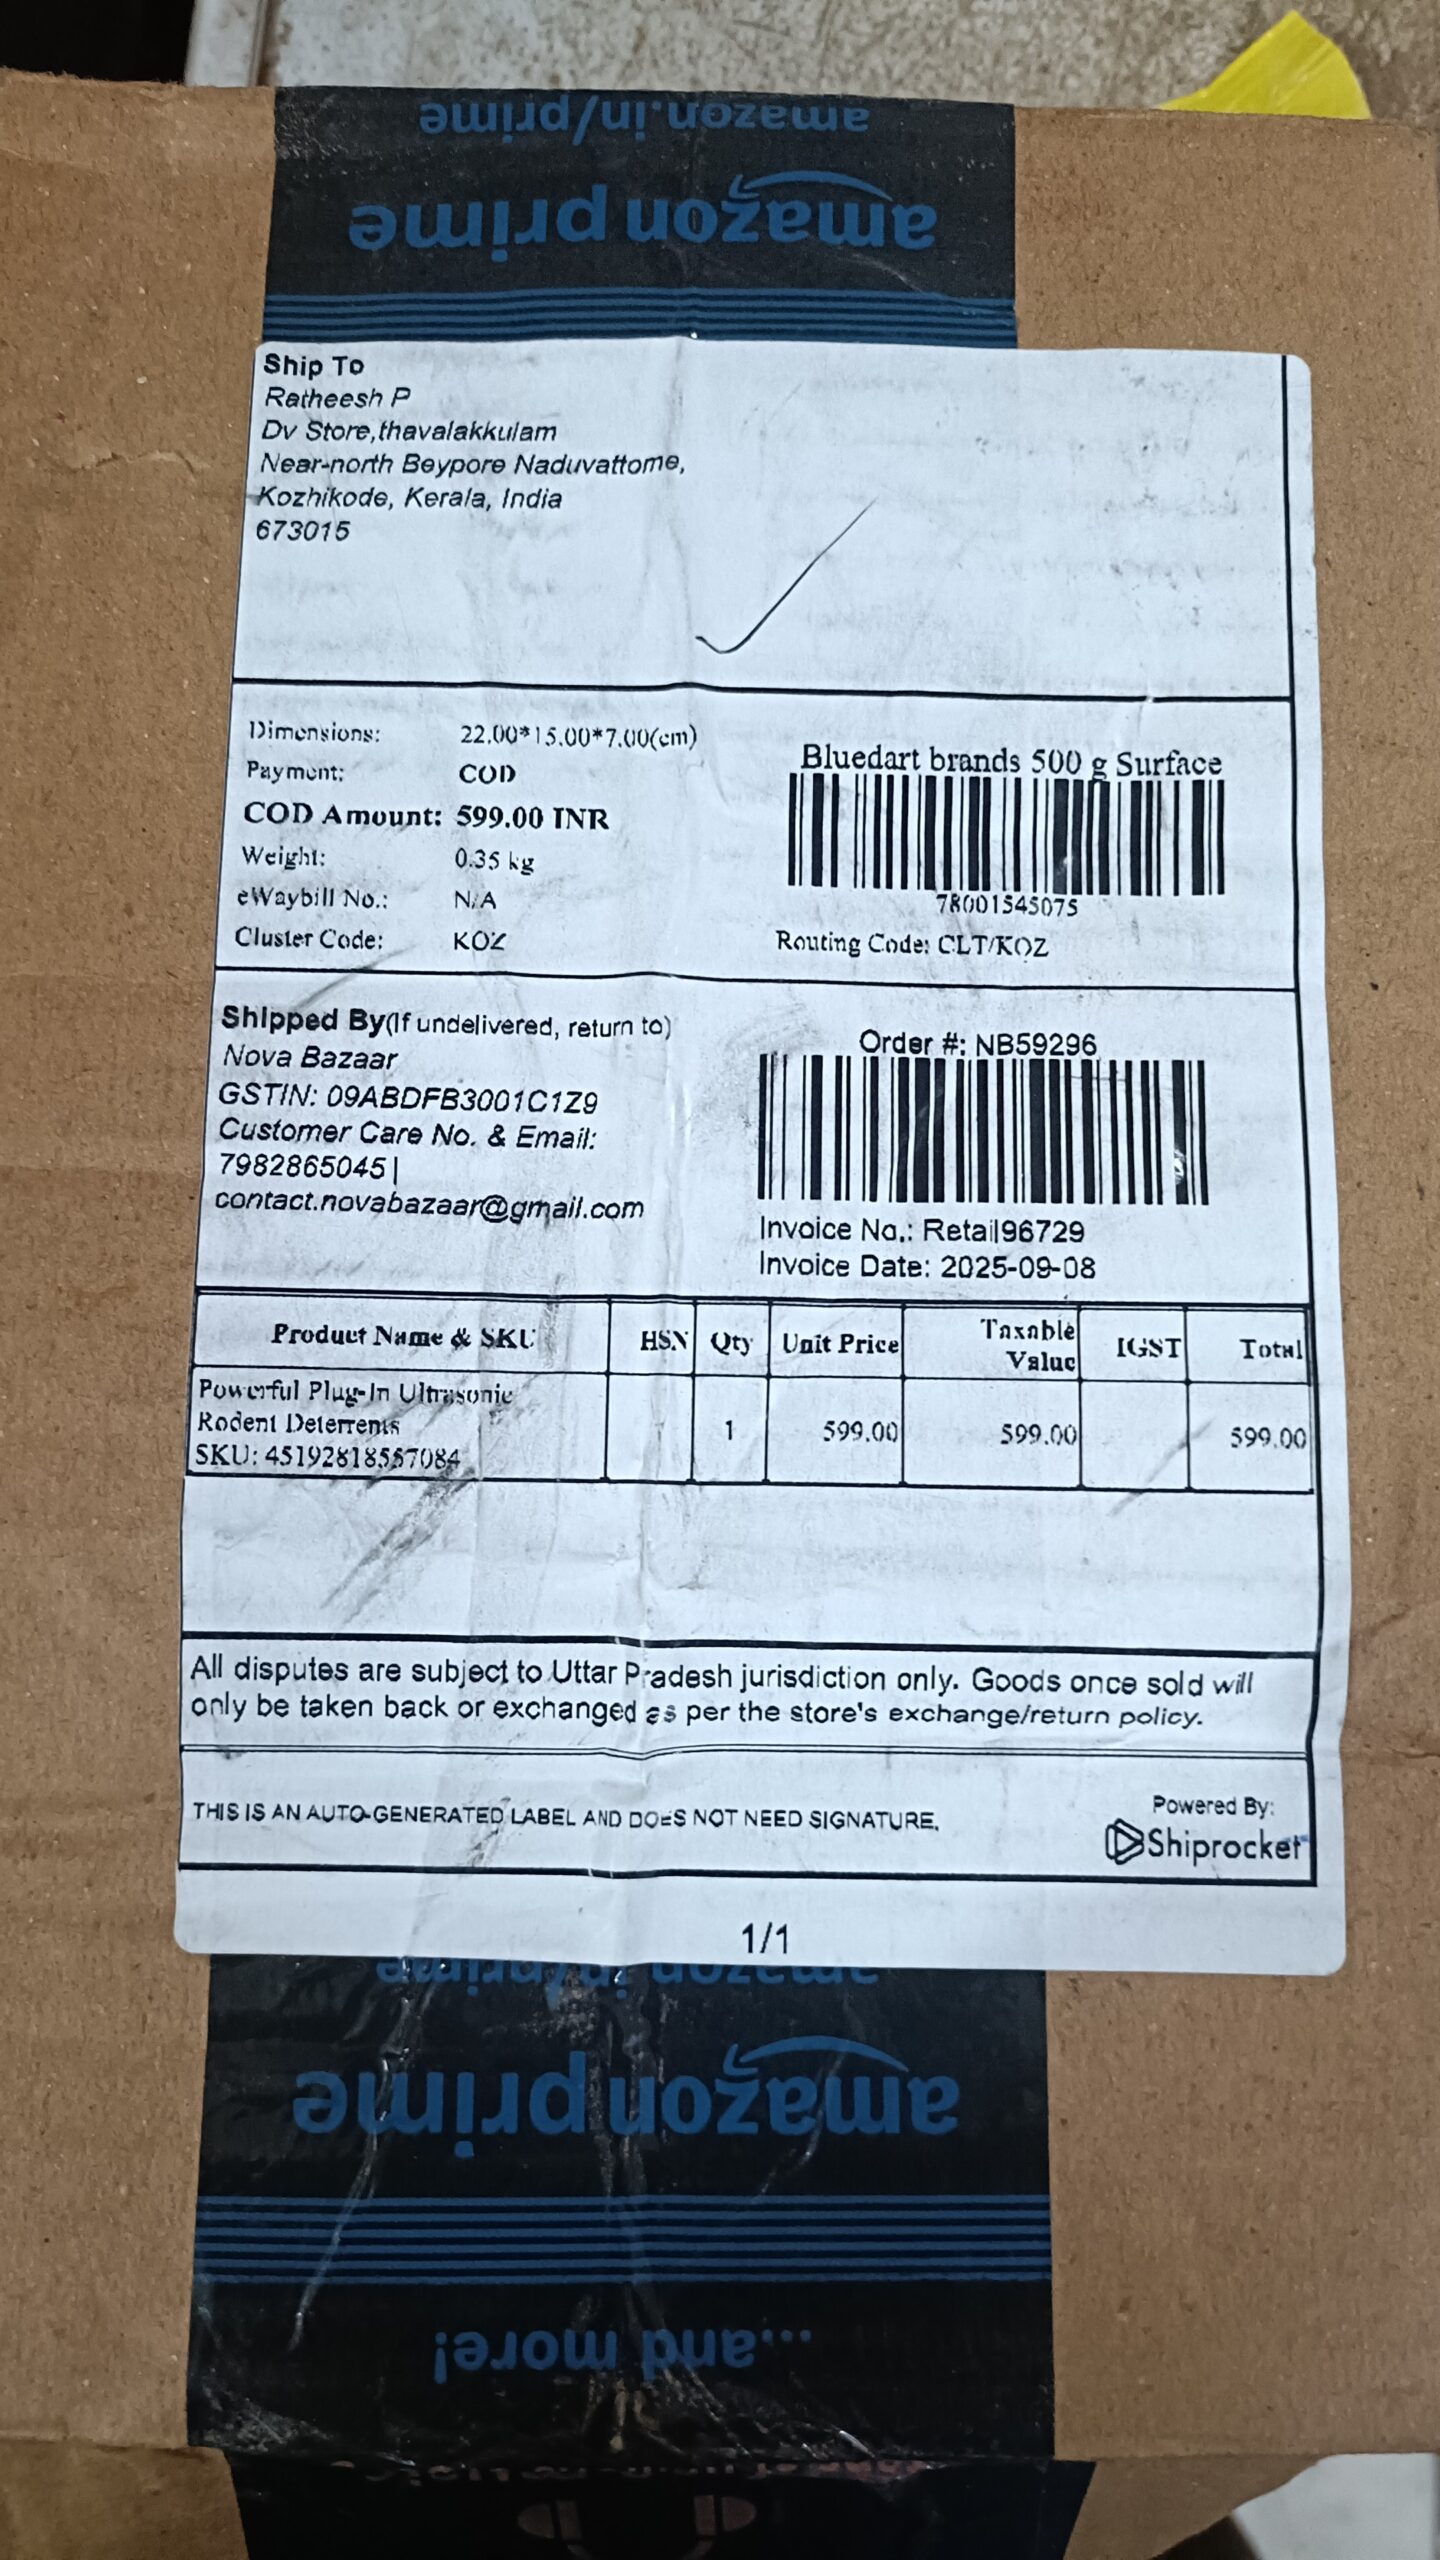 amazon.in/prime
amazon prime
Ship To
Ratheesh P
Dv Store,thavalakkulam
Near-north Beypore Naduvattome,
Kozhikode, Kerala, India
673015
Dimensions: 22.00*15.00*7.00(cm)
Payment: COD
COD Amount: 599.00 INR
Weight: 0.35 kg
eWaybill No.: N/A
Cluster Code: KOZ
Bluedart brands 500 g Surface
78001545075
Routing Code: CLT/KOZ
Shipped By(If undelivered, return to)
Nova Bazaar
GSTIN: 09ABDFB3001C1Z9
Customer Care No. & Email:
7982865045 |
contact.novabazaar@gmail.com
Order #: NB59296
Invoice No.: Retail96729
Invoice Date: 2025-09-08
Product Name & SKU HSN Qty Unit Price Taxable Value IGST Total
Powerful Plug-In Ultrasonic
Rodent Deterrents 1 599.00 599.00 599.00
SKU: 45192818557084
All disputes are subject to Uttar Pradesh jurisdiction only. Goods once sold will
only be taken back or exchanged as per the store's exchange/return policy.
THIS IS AN AUTO-GENERATED LABEL AND DOES NOT NEED SIGNATURE.
Powered By:
Shiprocket
1/1
amazon.in/prime
amazon prime
...and more!